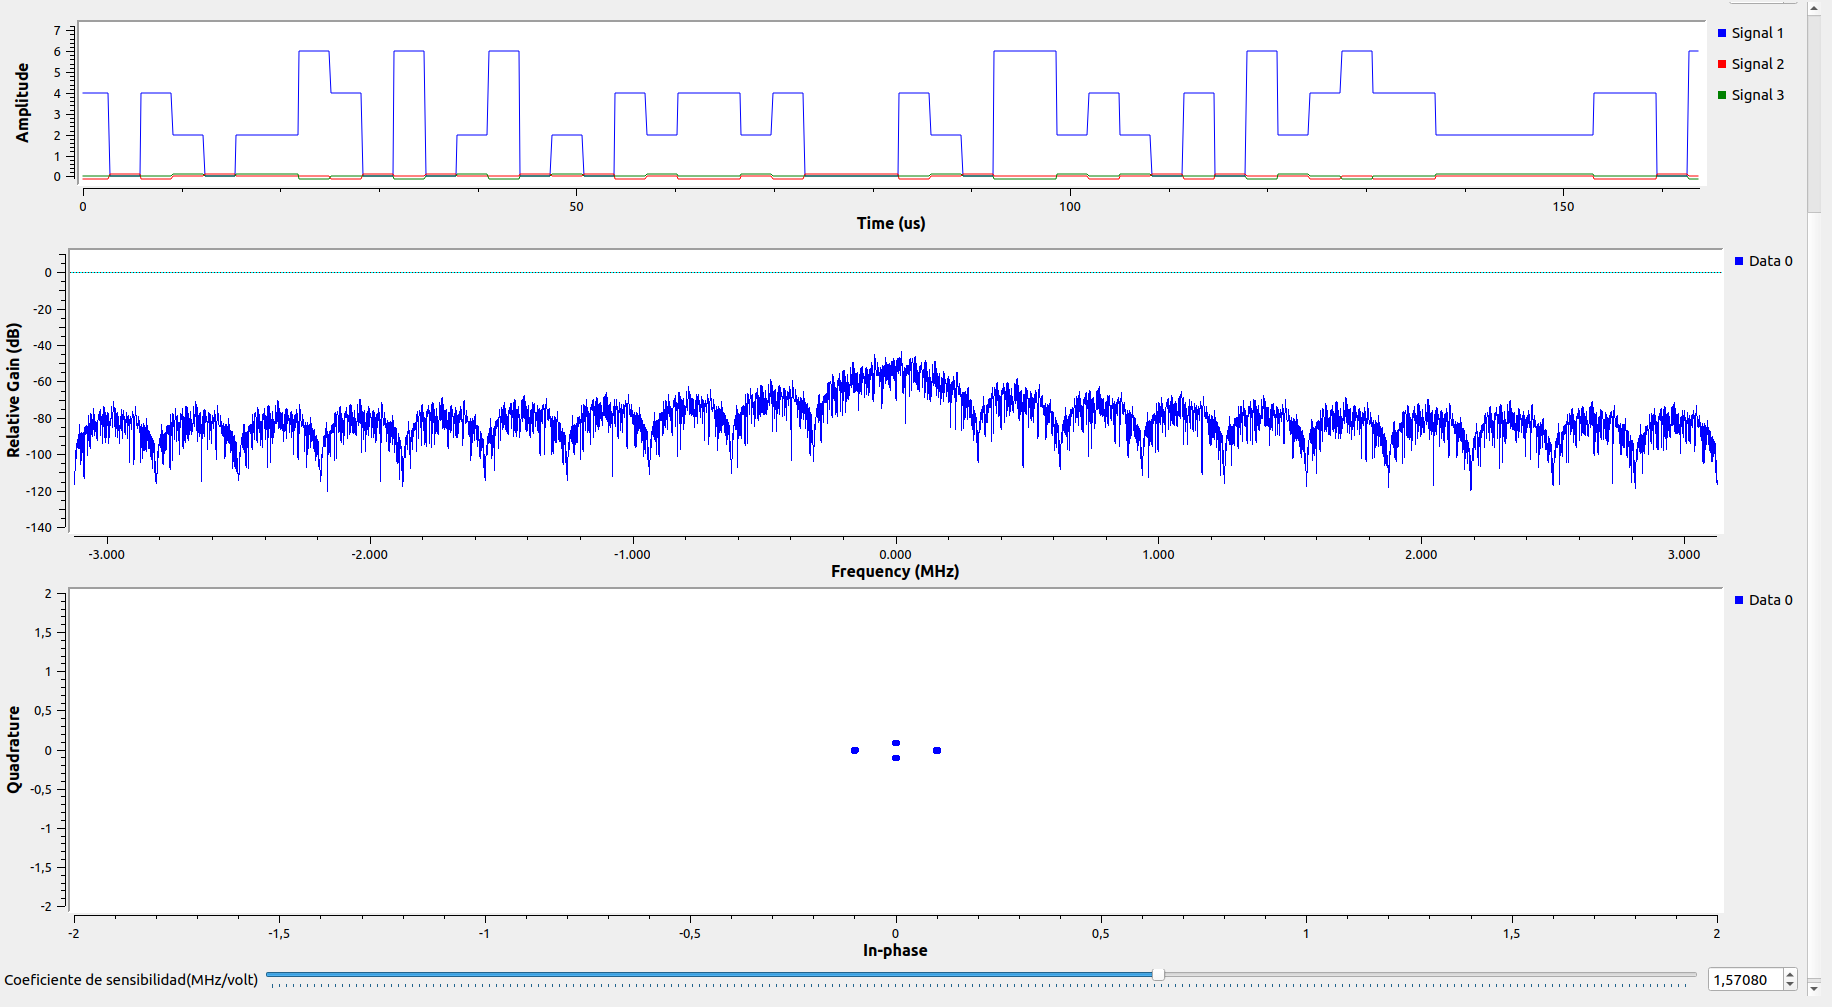 Amplitude
7
6
5
4
3
2
1
0
0 50 100 150
Time (us)
Signal 1
Signal 2
Signal 3
Relative Gain (dB)
0
-20
-40
-60
-80
-100
-120
-140
-3.000 -2.000 -1.000 0.000 1.000 2.000 3.000
Frequency (MHz)
Data 0
Quadrature
2
1,5
1
0,5
0
-0,5
-1
-1,5
-2
-2 -1,5 -1 -0,5 0 0,5 1 1,5 2
In-phase
Data 0
Coeficiente de sensibilidad(MHz/volt) 1,57080